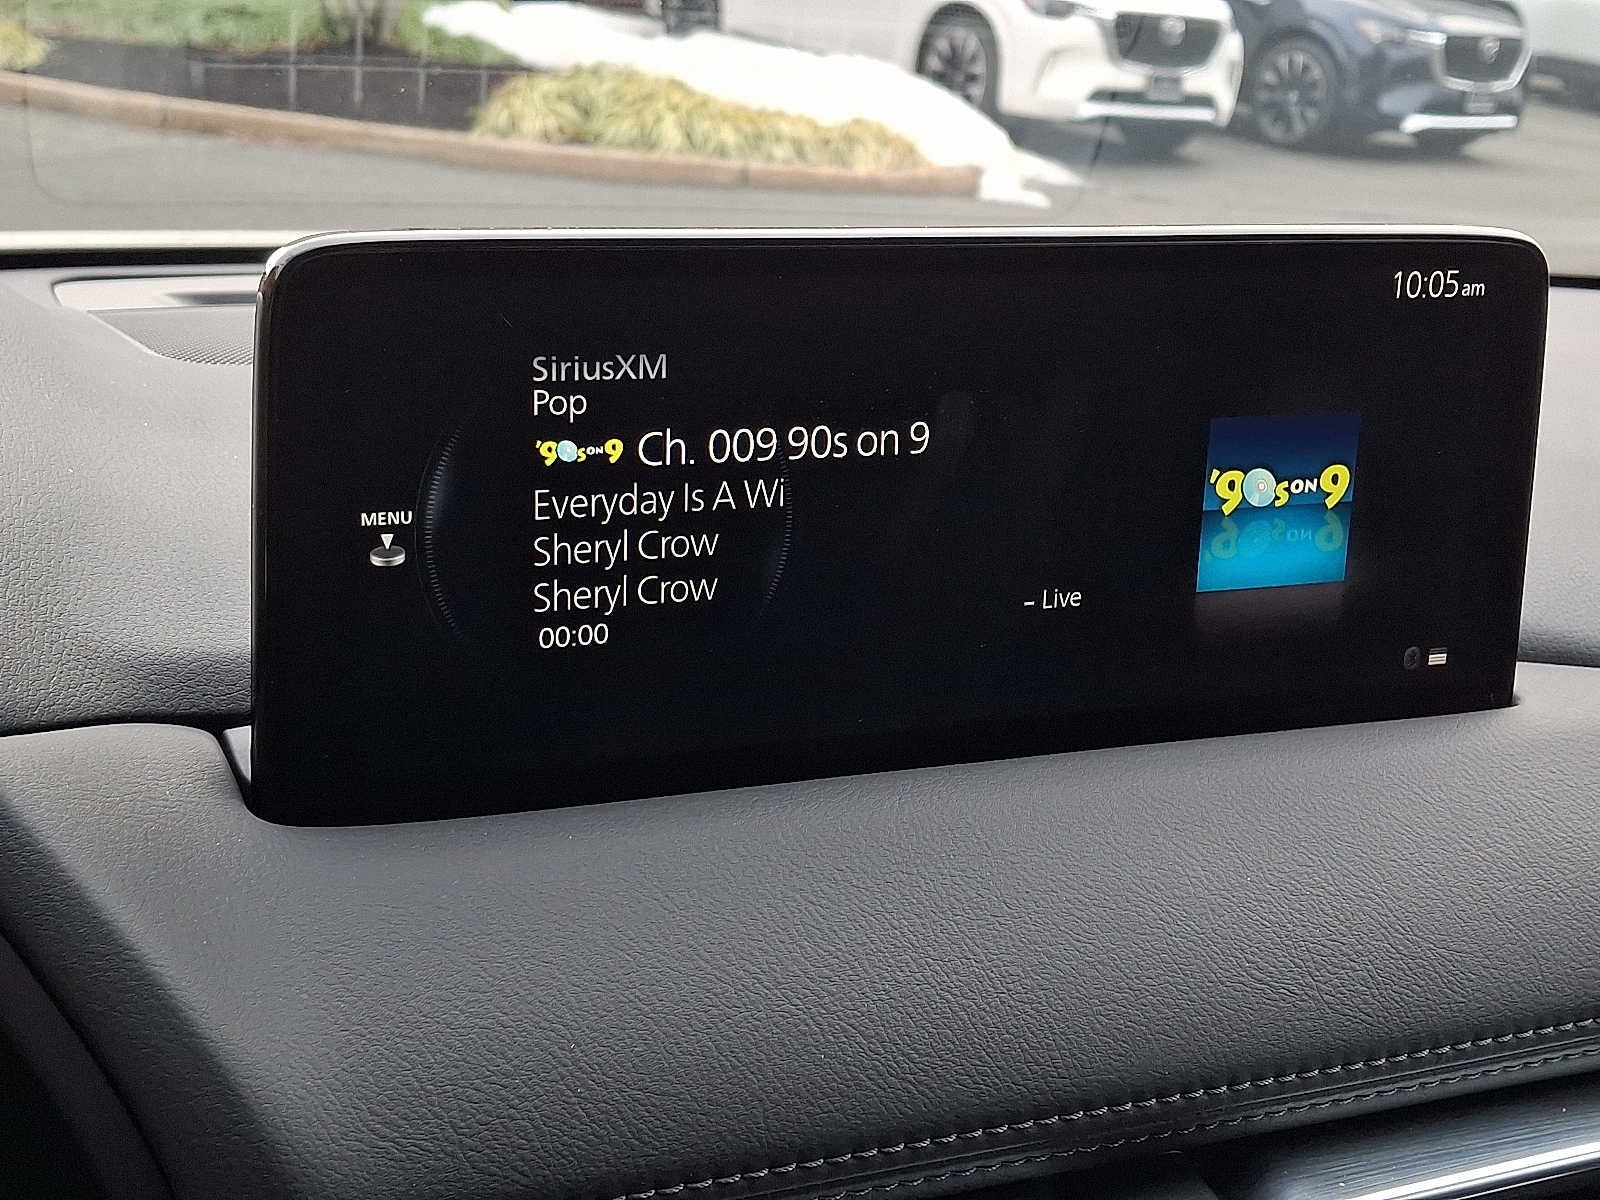 10:05am
SiriusXM
Pop
'90s ON 9 Ch. 009 90s on 9
Everyday Is A Wi
Sheryl Crow
Sheryl Crow
00:00
– Live
MENU
'90s ON 9